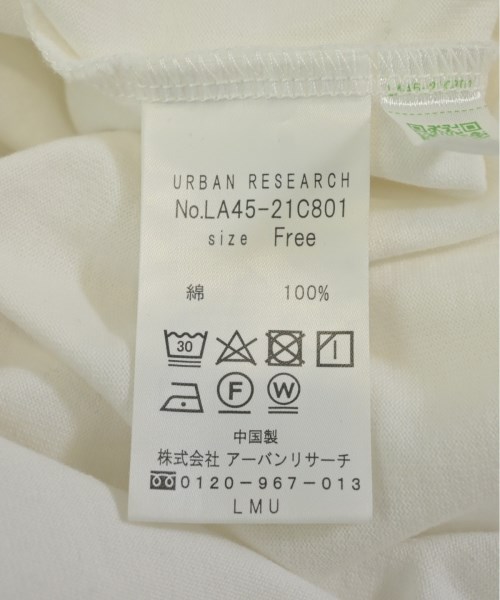 URBAN RESEARCH
No.LA45-21C801
size Free
綿 100%
30
F W
中国製
株式会社 アーバンリサーチ
0120-967-013
LMU